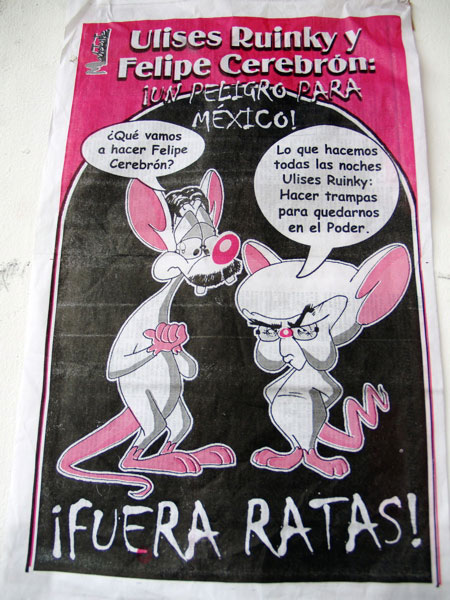 Ulises Ruinky y
Felipe Cerebrón:
¡UN PELIGRO PARA
MÉXICO!
¿Qué vamos
a hacer Felipe
Cerebrón?
Lo que hacemos
todas las noches
Ulises Ruinky:
Hacer trampas
para quedarnos
en el Poder.
¡FUERA RATAS!